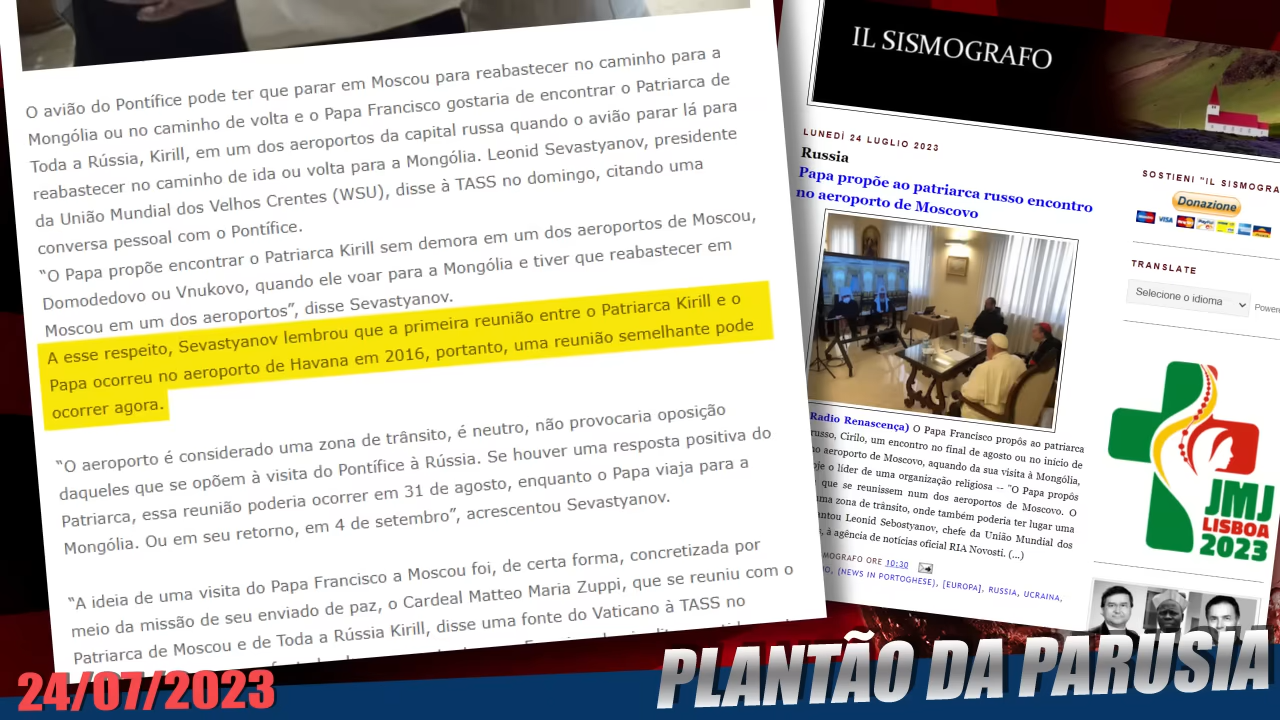 O avião do Pontífice pode ter que parar em Moscou para reabastecer no caminho para a
Mongólia ou no caminho de volta e o Papa Francisco gostaria de encontrar o Patriarca de
Toda a Rússia, Kirill, em um dos aeroportos da capital russa quando o avião parar lá para
reabastecer no caminho de ida ou volta para a Mongólia. Leonid Sevastyanov, presidente
da União Mundial dos Velhos Crentes (WSU), disse à TASS no domingo, citando uma
conversa pessoal com o Pontífice.
“O Papa propõe encontrar o Patriarca Kirill sem demora em um dos aeroportos de Moscou,
Domodedovo ou Vnukovo, quando ele voar para a Mongólia e tiver que reabastecer em
Moscou em um dos aeroportos”, disse Sevastyanov.
A esse respeito, Sevastyanov lembrou que a primeira reunião entre o Patriarca Kirill e o
Papa ocorreu no aeroporto de Havana em 2016, portanto, uma reunião semelhante pode
ocorrer agora.
“O aeroporto é considerado uma zona de trânsito, é neutro, não provocaria oposição
daqueles que se opõem à visita do Pontífice à Rússia. Se houver uma resposta positiva do
Patriarca, essa reunião poderia ocorrer em 31 de agosto, enquanto o Papa viaja para a
Mongólia. Ou em seu retorno, em 4 de setembro”, acrescentou Sevastyanov.
“A ideia de uma visita do Papa Francisco a Moscou foi, de certa forma, concretizada por
meio da missão de seu enviado de paz, o Cardeal Matteo Maria Zuppi, que se reuniu com o
Patriarca de Moscou e de Toda a Rússia Kirill, disse uma fonte do Vaticano à TASS no
IL SISMOGRAFO
LUNEDÌ 24 LUGLIO 2023
Russia
Papa propõe ao patriarca russo encontro
no aeroporto de Moscovo
Radio Renascença) O Papa Francisco propôs ao patriarca
russo, Cirilo, um encontro no final de agosto ou no início de
no aeroporto de Moscovo, aquando da sua visita à Mongólia,
oje o líder de uma organização religiosa -- "O Papa propôs
que se reunissem num dos aeroportos de Moscovo. O
uma zona de trânsito, onde também poderia ter lugar uma
antou Leonid Sebostyanov, chefe da União Mundial dos
, à agência de notícias oficial RIA Novosti. (...)
MOGRAFO ORE 10:30
O, (NEWS IN PORTOGHESE), [EUROPA], RUSSIA, UCRAINA,
SOSTIENI "IL SISMOGRA
Donazione
VISA
PayPal
TRANSLATE
Selecione o idioma
Power
JMJ
LISBOA
2023
24/07/2023
PLANTÃO DA PARUSIA